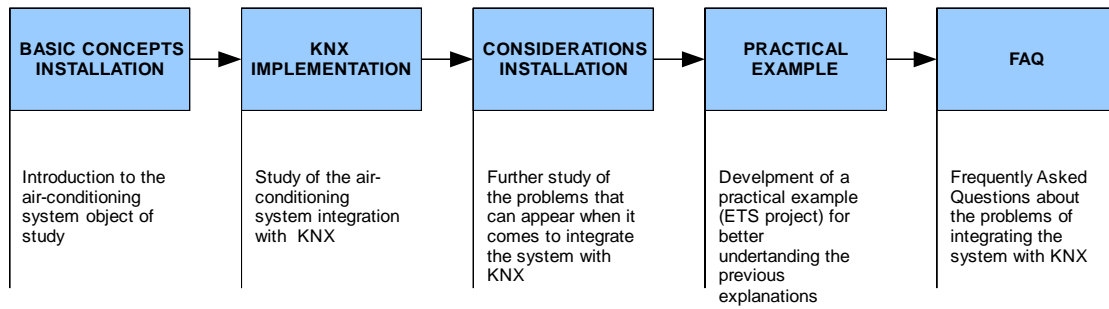 BASIC CONCEPTS
INSTALLATION
KNX
IMPLEMENTATION
CONSIDERATIONS
INSTALLATION
PRACTICAL
EXAMPLE
FAQ
Introduction to the
air-conditioning
system object of
study
Study of the air-
conditioning
system integration
with KNX
Further study of
the problems that
can appear when it
comes to integrate
the system with
KNX
Develpment of a
practical example
(ETS project) for
better
undertanding the
previous
explanations
Frequently Asked
Questions about
the problems of
integrating the
system with KNX